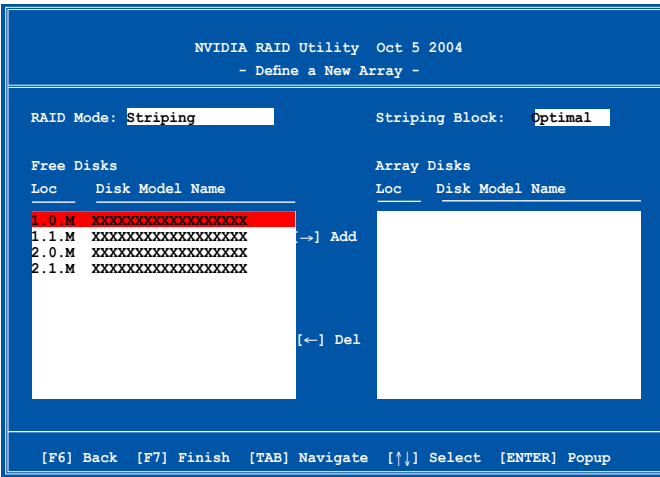 NVIDIA RAID Utility Oct 5 2004
- Define a New Array -
RAID Mode: Striping
Striping Block: Optimal
Free Disks
Array Disks
Loc Disk Model Name
Loc Disk Model Name
1.0.M XXXXXXXXXXXXXXXXXX
1.1.M XXXXXXXXXXXXXXXXXX
2.0.M XXXXXXXXXXXXXXXXXX
2.1.M XXXXXXXXXXXXXXXXXX
[→] Add
[←] Del
[F6] Back [F7] Finish [TAB] Navigate [↑↓] Select [ENTER] Popup